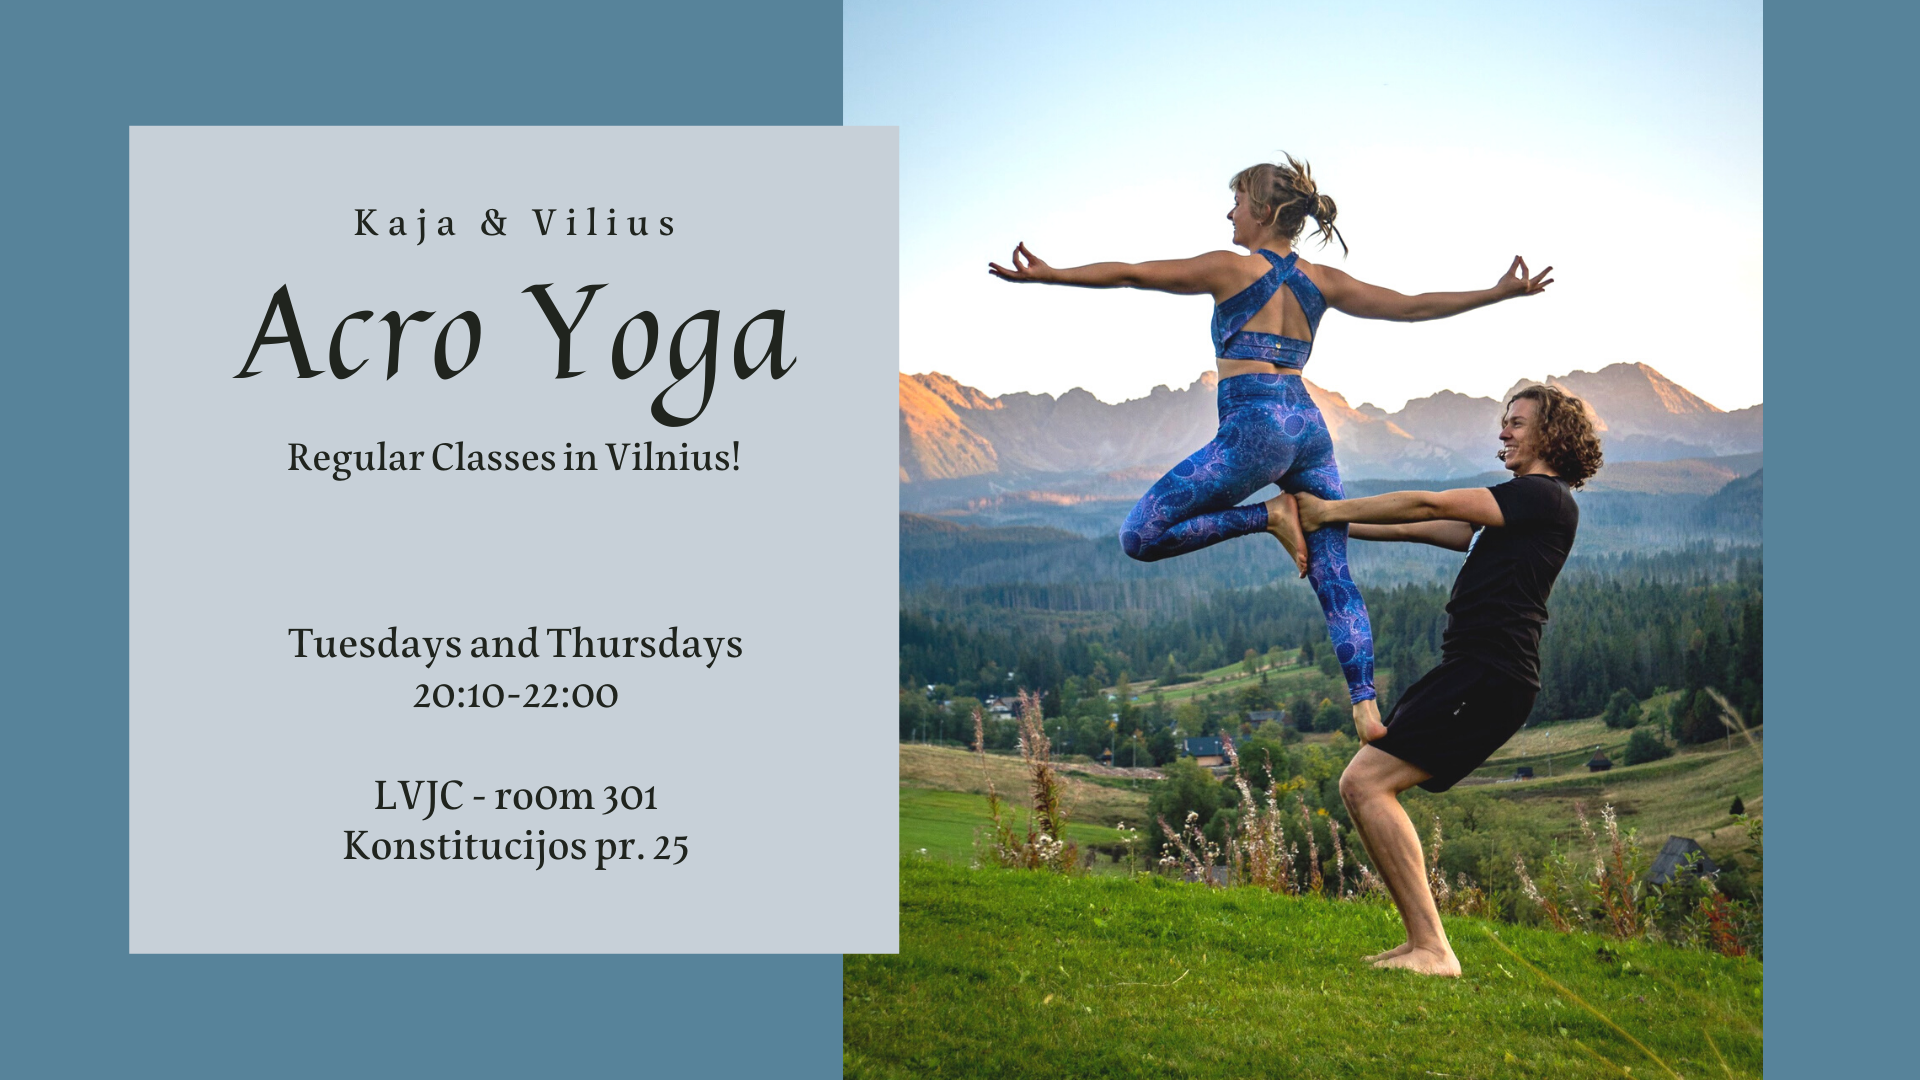 Kaja & Vilius
Acro Yoga
Regular Classes in Vilnius!
Tuesdays and Thursdays
20:10-22:00
LVJC - ro0m 301
Konstitucijos pr. 25